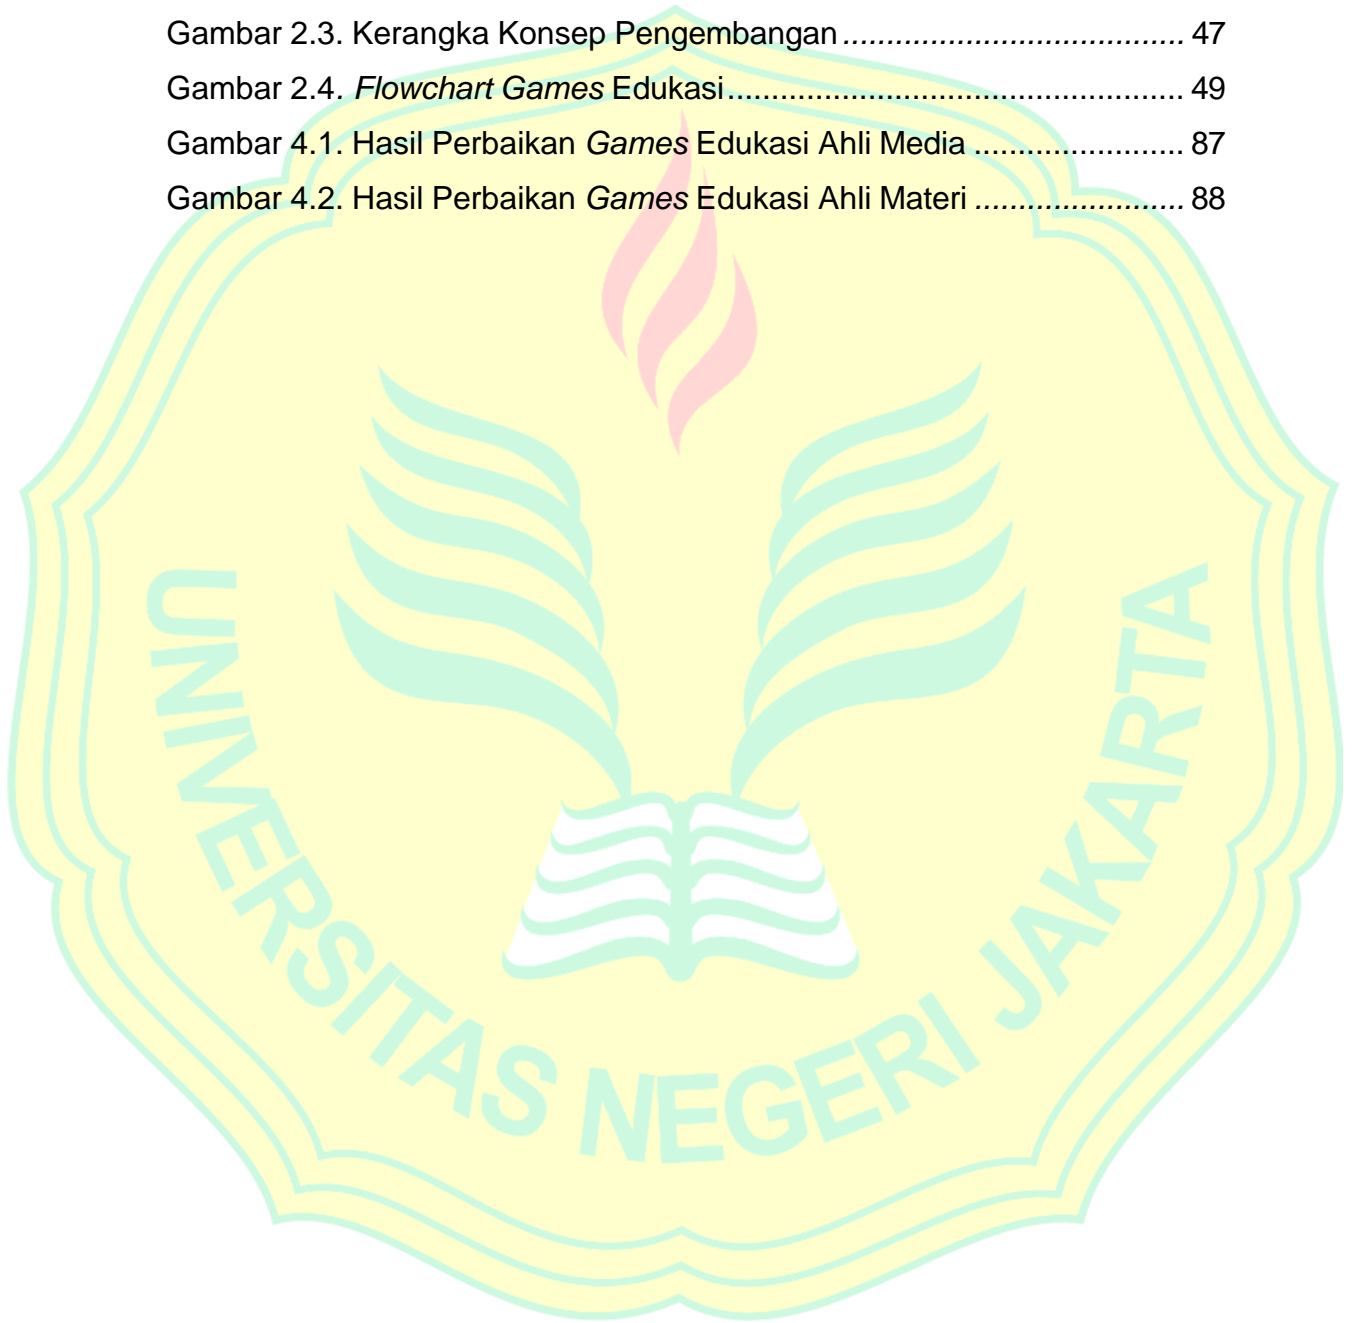 Gambar 2.3. Kerangka Konsep Pengembangan ....................................... 47
Gambar 2.4. Flowchart Games Edukasi .................................................... 49
Gambar 4.1. Hasil Perbaikan Games Edukasi Ahli Media ........................ 87
Gambar 4.2. Hasil Perbaikan Games Edukasi Ahli Materi ........................ 88
UNIVERSITAS NEGERI JAKARTA